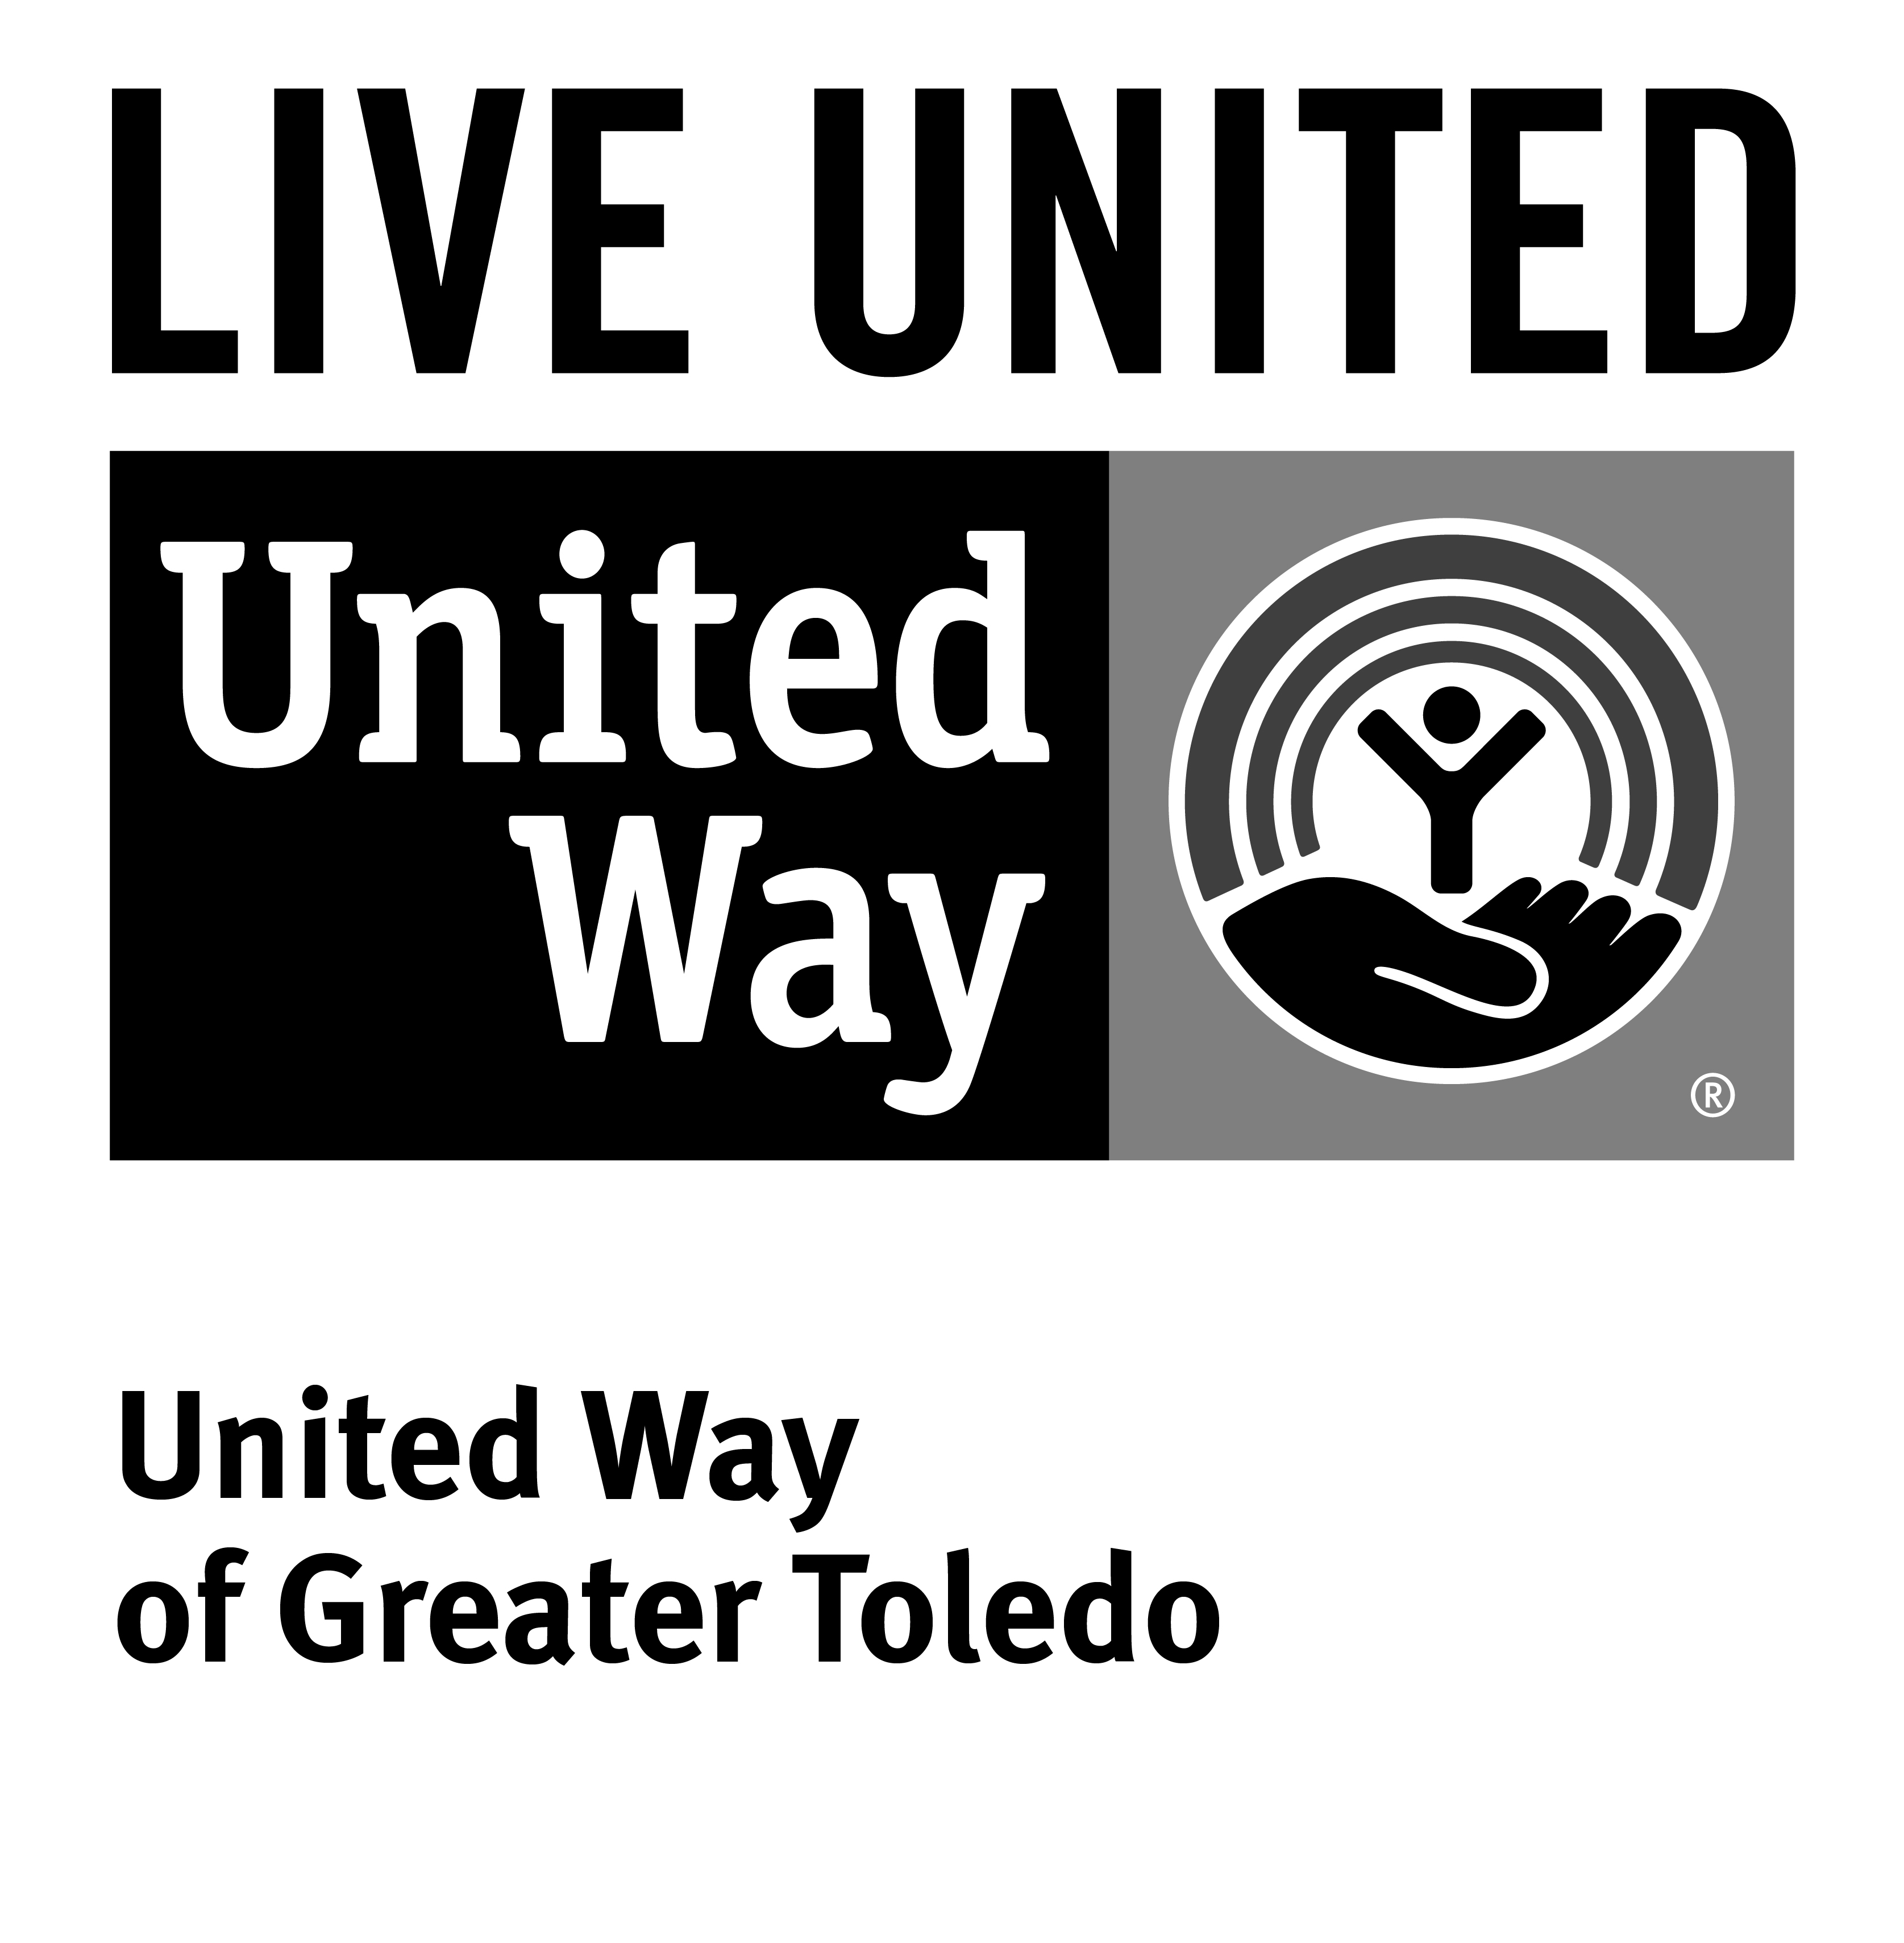 LIVE UNITED
United
Way
®
United Way
of Greater Toledo